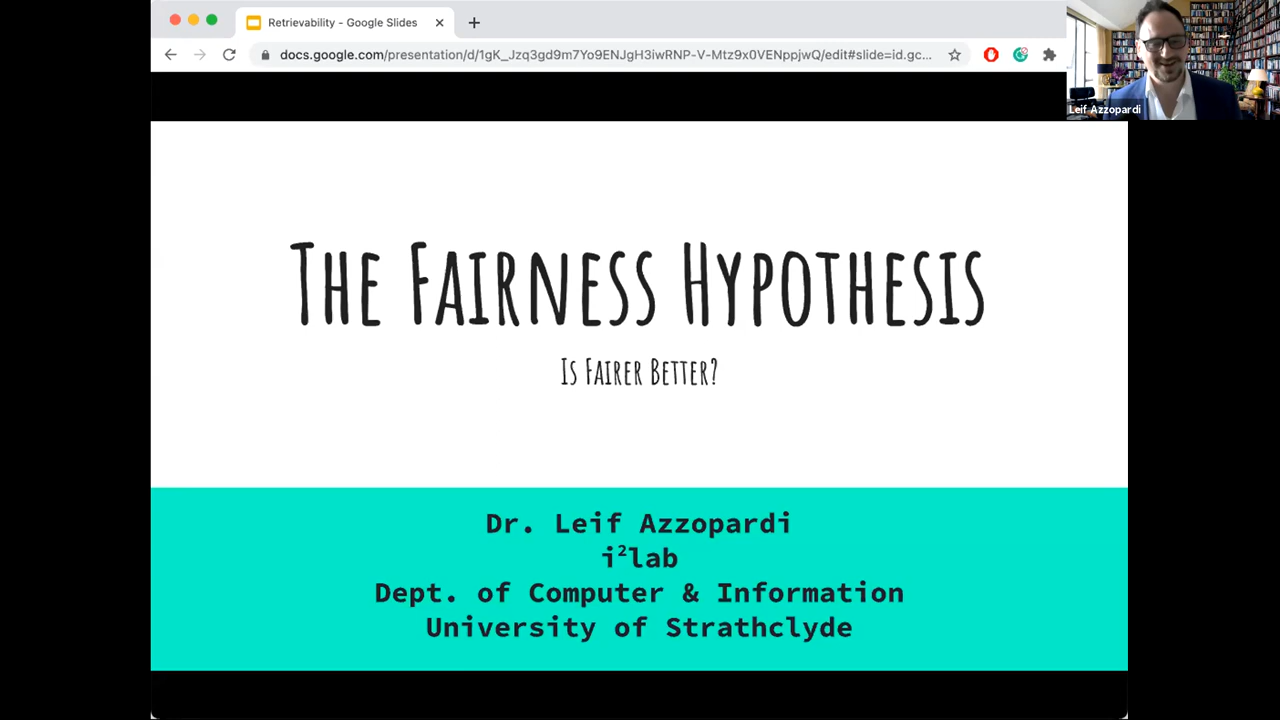 Retrievability - Google Slides
docs.google.com/presentation/d/1gK_Jzq3gd9m7Yo9ENJgH3iwRNP-V-Mtz9x0VENppjwQ/edit#slide=id.gc...
Leif Azzopardi
The Fairness Hypothesis
Is Fairer Better?
Dr. Leif Azzopardi
i²lab
Dept. of Computer & Information
University of Strathclyde